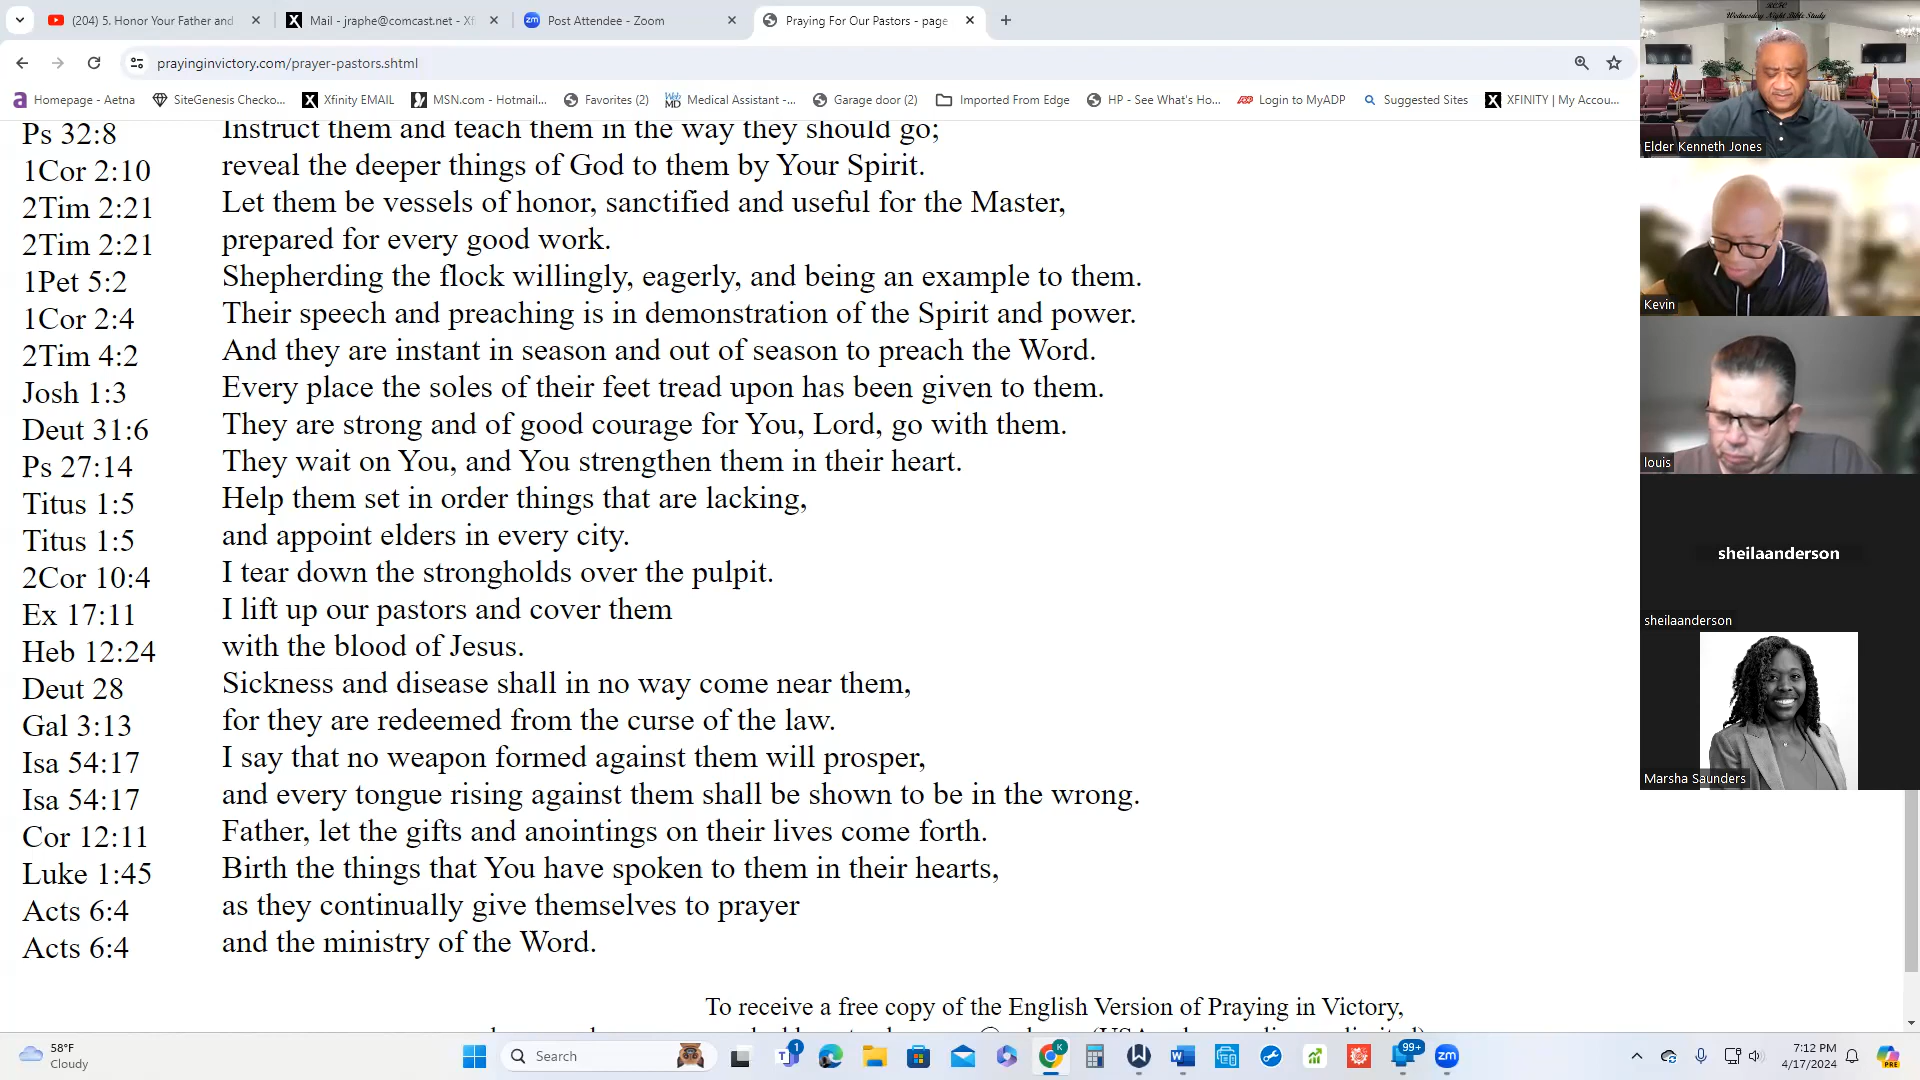 (204) 5. Honor Your Father and
Mail - jraphe@comcast.net - Xf
Post Attendee - Zoom
Praying For Our Pastors - page
prayinginvictory.com/prayer-pastors.shtml
Homepage - Aetna
SiteGenesis Checko...
Xfinity EMAIL
MSN.com - Hotmail...
Favorites (2)
Medical Assistant -...
Garage door (2)
Imported From Edge
HP - See What's Ho...
Login to MyADP
Suggested Sites
XFINITY | My Accou...
Ps 32:8 Instruct them and teach them in the way they should go;
1Cor 2:10 reveal the deeper things of God to them by Your Spirit.
2Tim 2:21 Let them be vessels of honor, sanctified and useful for the Master,
2Tim 2:21 prepared for every good work.
1Pet 5:2 Shepherding the flock willingly, eagerly, and being an example to them.
1Cor 2:4 Their speech and preaching is in demonstration of the Spirit and power.
2Tim 4:2 And they are instant in season and out of season to preach the Word.
Josh 1:3 Every place the soles of their feet tread upon has been given to them.
Deut 31:6 They are strong and of good courage for You, Lord, go with them.
Ps 27:14 They wait on You, and You strengthen them in their heart.
Titus 1:5 Help them set in order things that are lacking,
Titus 1:5 and appoint elders in every city.
2Cor 10:4 I tear down the strongholds over the pulpit.
Ex 17:11 I lift up our pastors and cover them
Heb 12:24 with the blood of Jesus.
Deut 28 Sickness and disease shall in no way come near them,
Gal 3:13 for they are redeemed from the curse of the law.
Isa 54:17 I say that no weapon formed against them will prosper,
Isa 54:17 and every tongue rising against them shall be shown to be in the wrong.
Cor 12:11 Father, let the gifts and anointings on their lives come forth.
Luke 1:45 Birth the things that You have spoken to them in their hearts,
Acts 6:4 as they continually give themselves to prayer
Acts 6:4 and the ministry of the Word.
To receive a free copy of the English Version of Praying in Victory,
Wednesday Night Bible Study
Elder Kenneth Jones
Kevin
louis
sheilaanderson
sheilaanderson
Marsha Saunders
58°F
Cloudy
Search
1
99+
zm
7:12 PM
4/17/2024